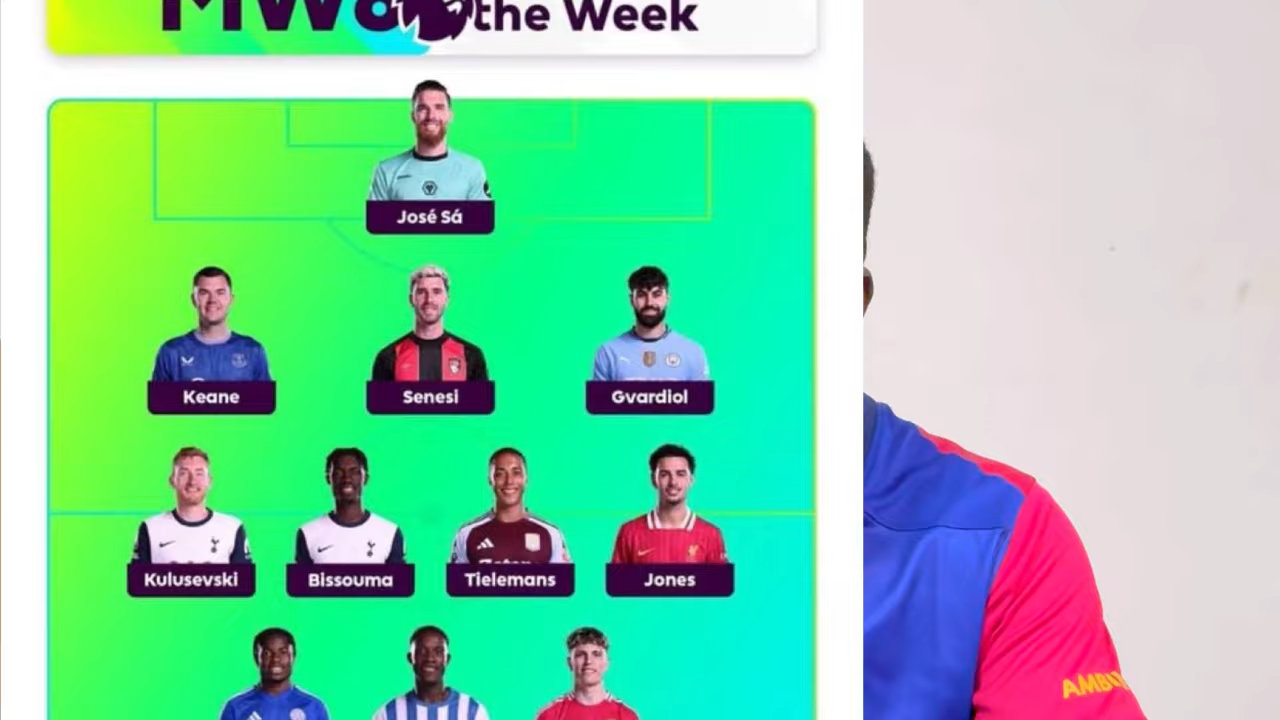 the Week
José Sá
Keane
Senesi
Gvardiol
Kulusevski
Bissouma
Tielemans
Jones